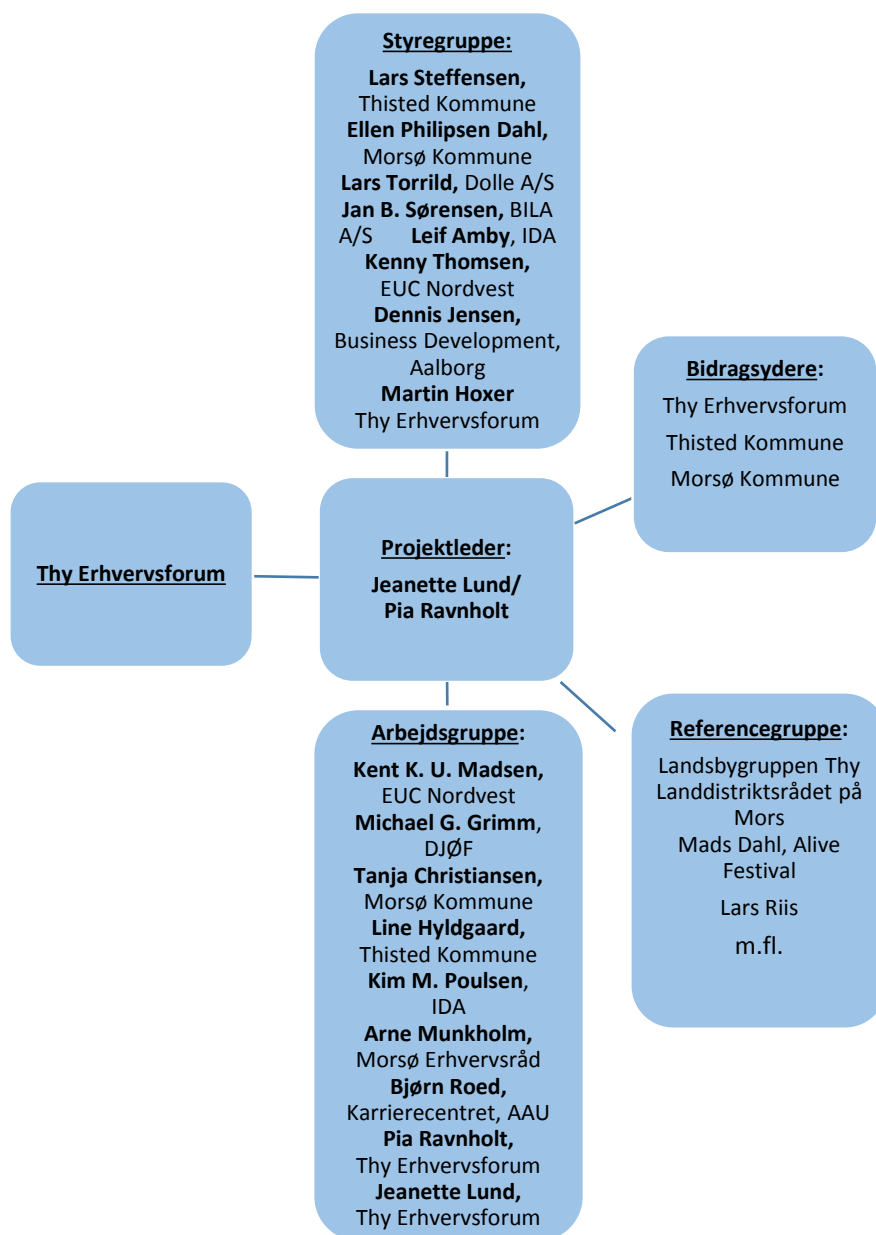 Styregruppe:
Lars Steffensen,
Thisted Kommune
Ellen Philipsen Dahl,
Morsø Kommune
Lars Torrild, Dolle A/S
Jan B. Sørensen, BILA
A/S Leif Amby, IDA
Kenny Thomsen,
EUC Nordvest
Dennis Jensen,
Business Development,
Aalborg
Martin Hoxer
Thy Erhvervsforum
Bidragsydere:
Thy Erhvervsforum
Thisted Kommune
Morsø Kommune
Thy Erhvervsforum
Projektleder:
Jeanette Lund/
Pia Ravnholt
Arbejdsgruppe:
Kent K. U. Madsen,
EUC Nordvest
Michael G. Grimm,
DJØF
Tanja Christiansen,
Morsø Kommune
Line Hyldgaard,
Thisted Kommune
Kim M. Poulsen,
IDA
Arne Munkholm,
Morsø Erhvervsråd
Bjørn Roed,
Karrierecentret, AAU
Pia Ravnholt,
Thy Erhvervsforum
Jeanette Lund,
Thy Erhvervsforum
Referencegruppe:
Landsbygruppen Thy
Landdistriktsrådet på
Mors
Mads Dahl, Alive
Festival
Lars Riis
m.fl.